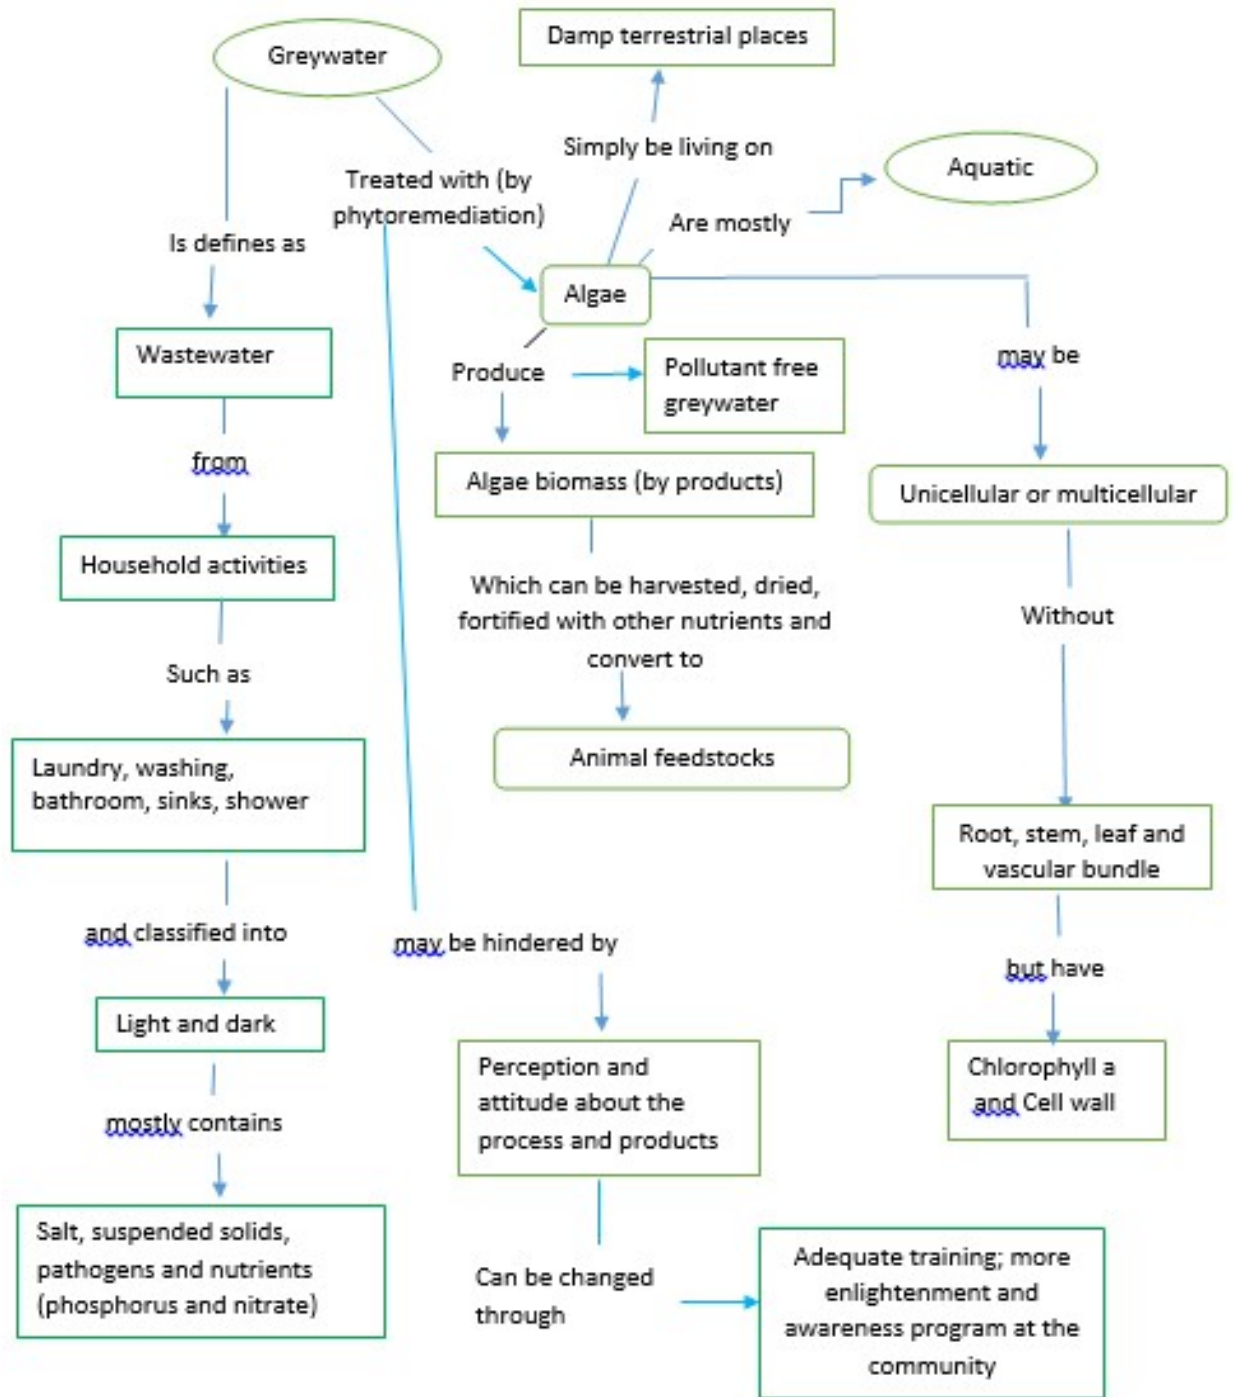 Greywater
Damp terrestrial places
Simply be living on
Aquatic
Treated with (by
phytoremediation)
Are mostly
Is defines as
Algae
Wastewater
Produce
Pollutant free
greywater
may be
from
Algae biomass (by products)
Unicellular or multicellular
Household activities
Which can be harvested, dried,
fortified with other nutrients and
convert to
Without
Such as
Laundry, washing,
bathroom, sinks, shower
Animal feedstocks
Root, stem, leaf and
vascular bundle
and classified into
may be hindered by
but have
Light and dark
Perception and
attitude about the
process and products
Chlorophyll a
and Cell wall
mostly contains
Salt, suspended solids,
pathogens and nutrients
(phosphorus and nitrate)
Can be changed
through
Adequate training; more
enlightenment and
awareness program at the
community